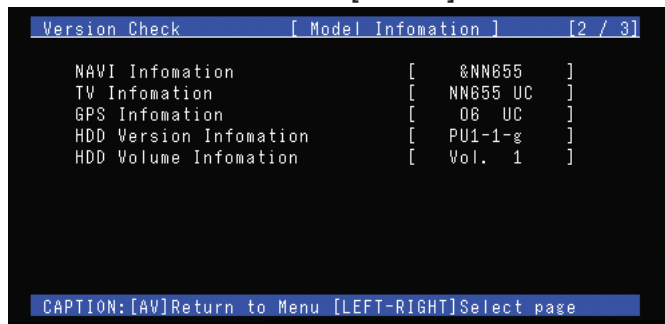 Version Check [ Model Infomation ] [2 / 3]
NAVI Infomation [ &NN655 ]
TV Infomation [ NN655 UC ]
GPS Infomation [ 06 UC ]
HDD Version Infomation [ PU1-1-g ]
HDD Volume Infomation [ Vol. 1 ]
CAPTION:[AV]Return to Menu [LEFT-RIGHT]Select page